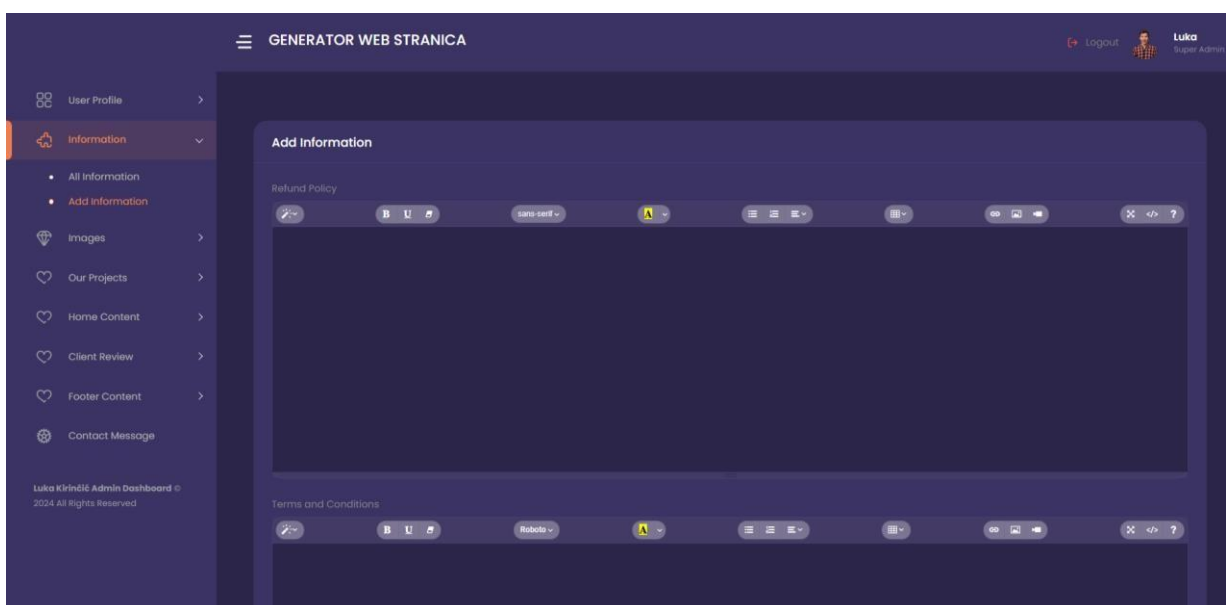 GENERATOR WEB STRANICA
Logout
Luka
Super Admin
User Profile
Information
All Information
Add Information
Images
Our Projects
Home Content
Client Review
Footer Content
Contact Message
Luka Kirinčić Admin Dashboard ©
2024 All Rights Reserved
Add Information
Refund Policy
B U
sans-serif
A
</> ?
Terms and Conditions
B U
Roboto
A
</> ?